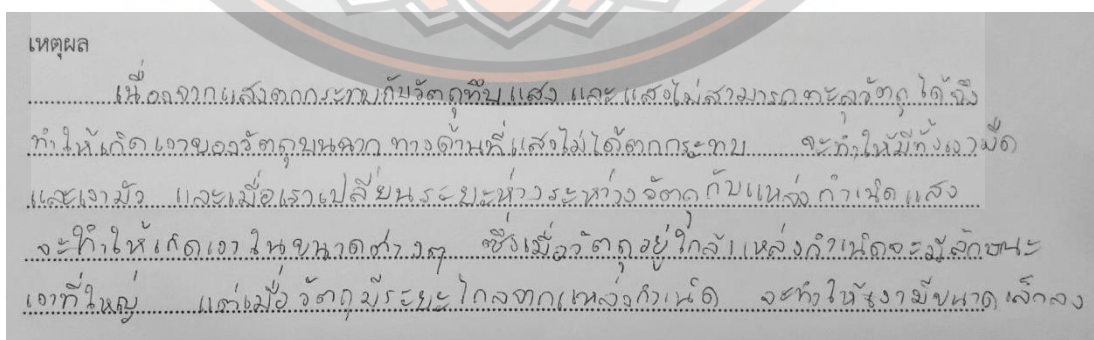 เหตุผล
เนื่องจากแสงตกกระทบกับวัตถุทึบแสง และแสงไม่สามารถทะลุวัตถุได้จึง
ทำให้เกิดเงาของวัตถุบนฉาก ทางด้านที่แสงไม่ได้ตกกระทบ จะทำให้มีทั้งเงามืด
และเงามัว และเมื่อเราเปลี่ยนระยะห่างระหว่างวัตถุกับแหล่งกำเนิดแสง
จะทำให้เกิดเงาในขนาดต่างๆ ซึ่งเมื่อวัตถุอยู่ใกล้แหล่งกำเนิดจะมีลักษณะ
เงาที่ใหญ่ แต่เมื่อวัตถุมีระยะไกลจากแหล่งกำเนิด จะทำให้เงามีขนาดเล็กลง